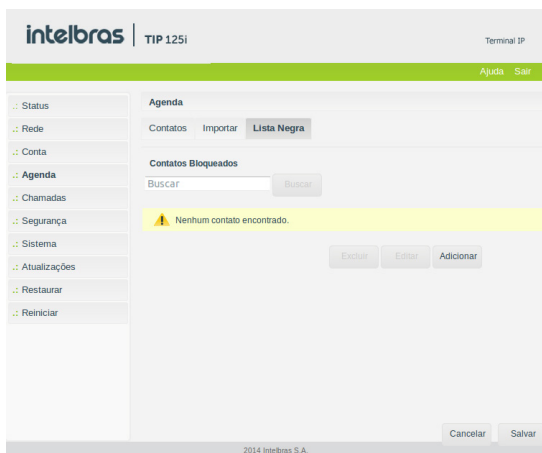 intelbras TIP 125i
Terminal IP
Ajuda Sair
.: Status
.: Rede
.: Conta
.: Agenda
.: Chamadas
.: Segurança
.: Sistema
.: Atualizações
.: Restaurar
.: Reiniciar
Agenda
Contatos Importar Lista Negra
Contatos Bloqueados
Buscar Buscar
Nenhum contato encontrado.
Excluir Editar Adicionar
Cancelar Salvar
2014 Intelbras S.A.